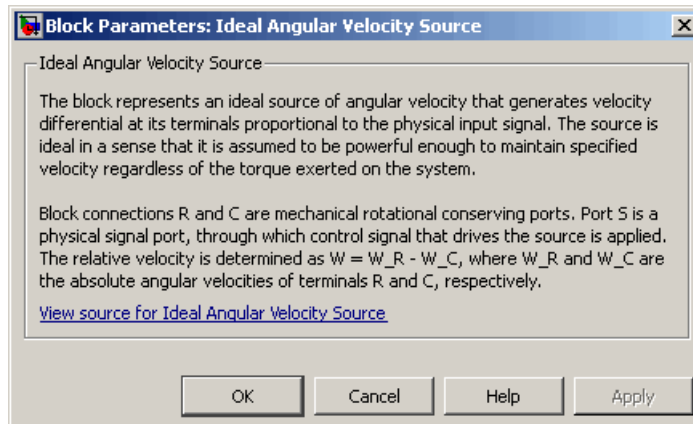 Block Parameters: Ideal Angular Velocity Source
Ideal Angular Velocity Source
The block represents an ideal source of angular velocity that generates velocity
differential at its terminals proportional to the physical input signal. The source is
ideal in a sense that it is assumed to be powerful enough to maintain specified
velocity regardless of the torque exerted on the system.
Block connections R and C are mechanical rotational conserving ports. Port S is a
physical signal port, through which control signal that drives the source is applied.
The relative velocity is determined as W = W_R - W_C, where W_R and W_C are
the absolute angular velocities of terminals R and C, respectively.
View source for Ideal Angular Velocity Source
OK Cancel Help Apply